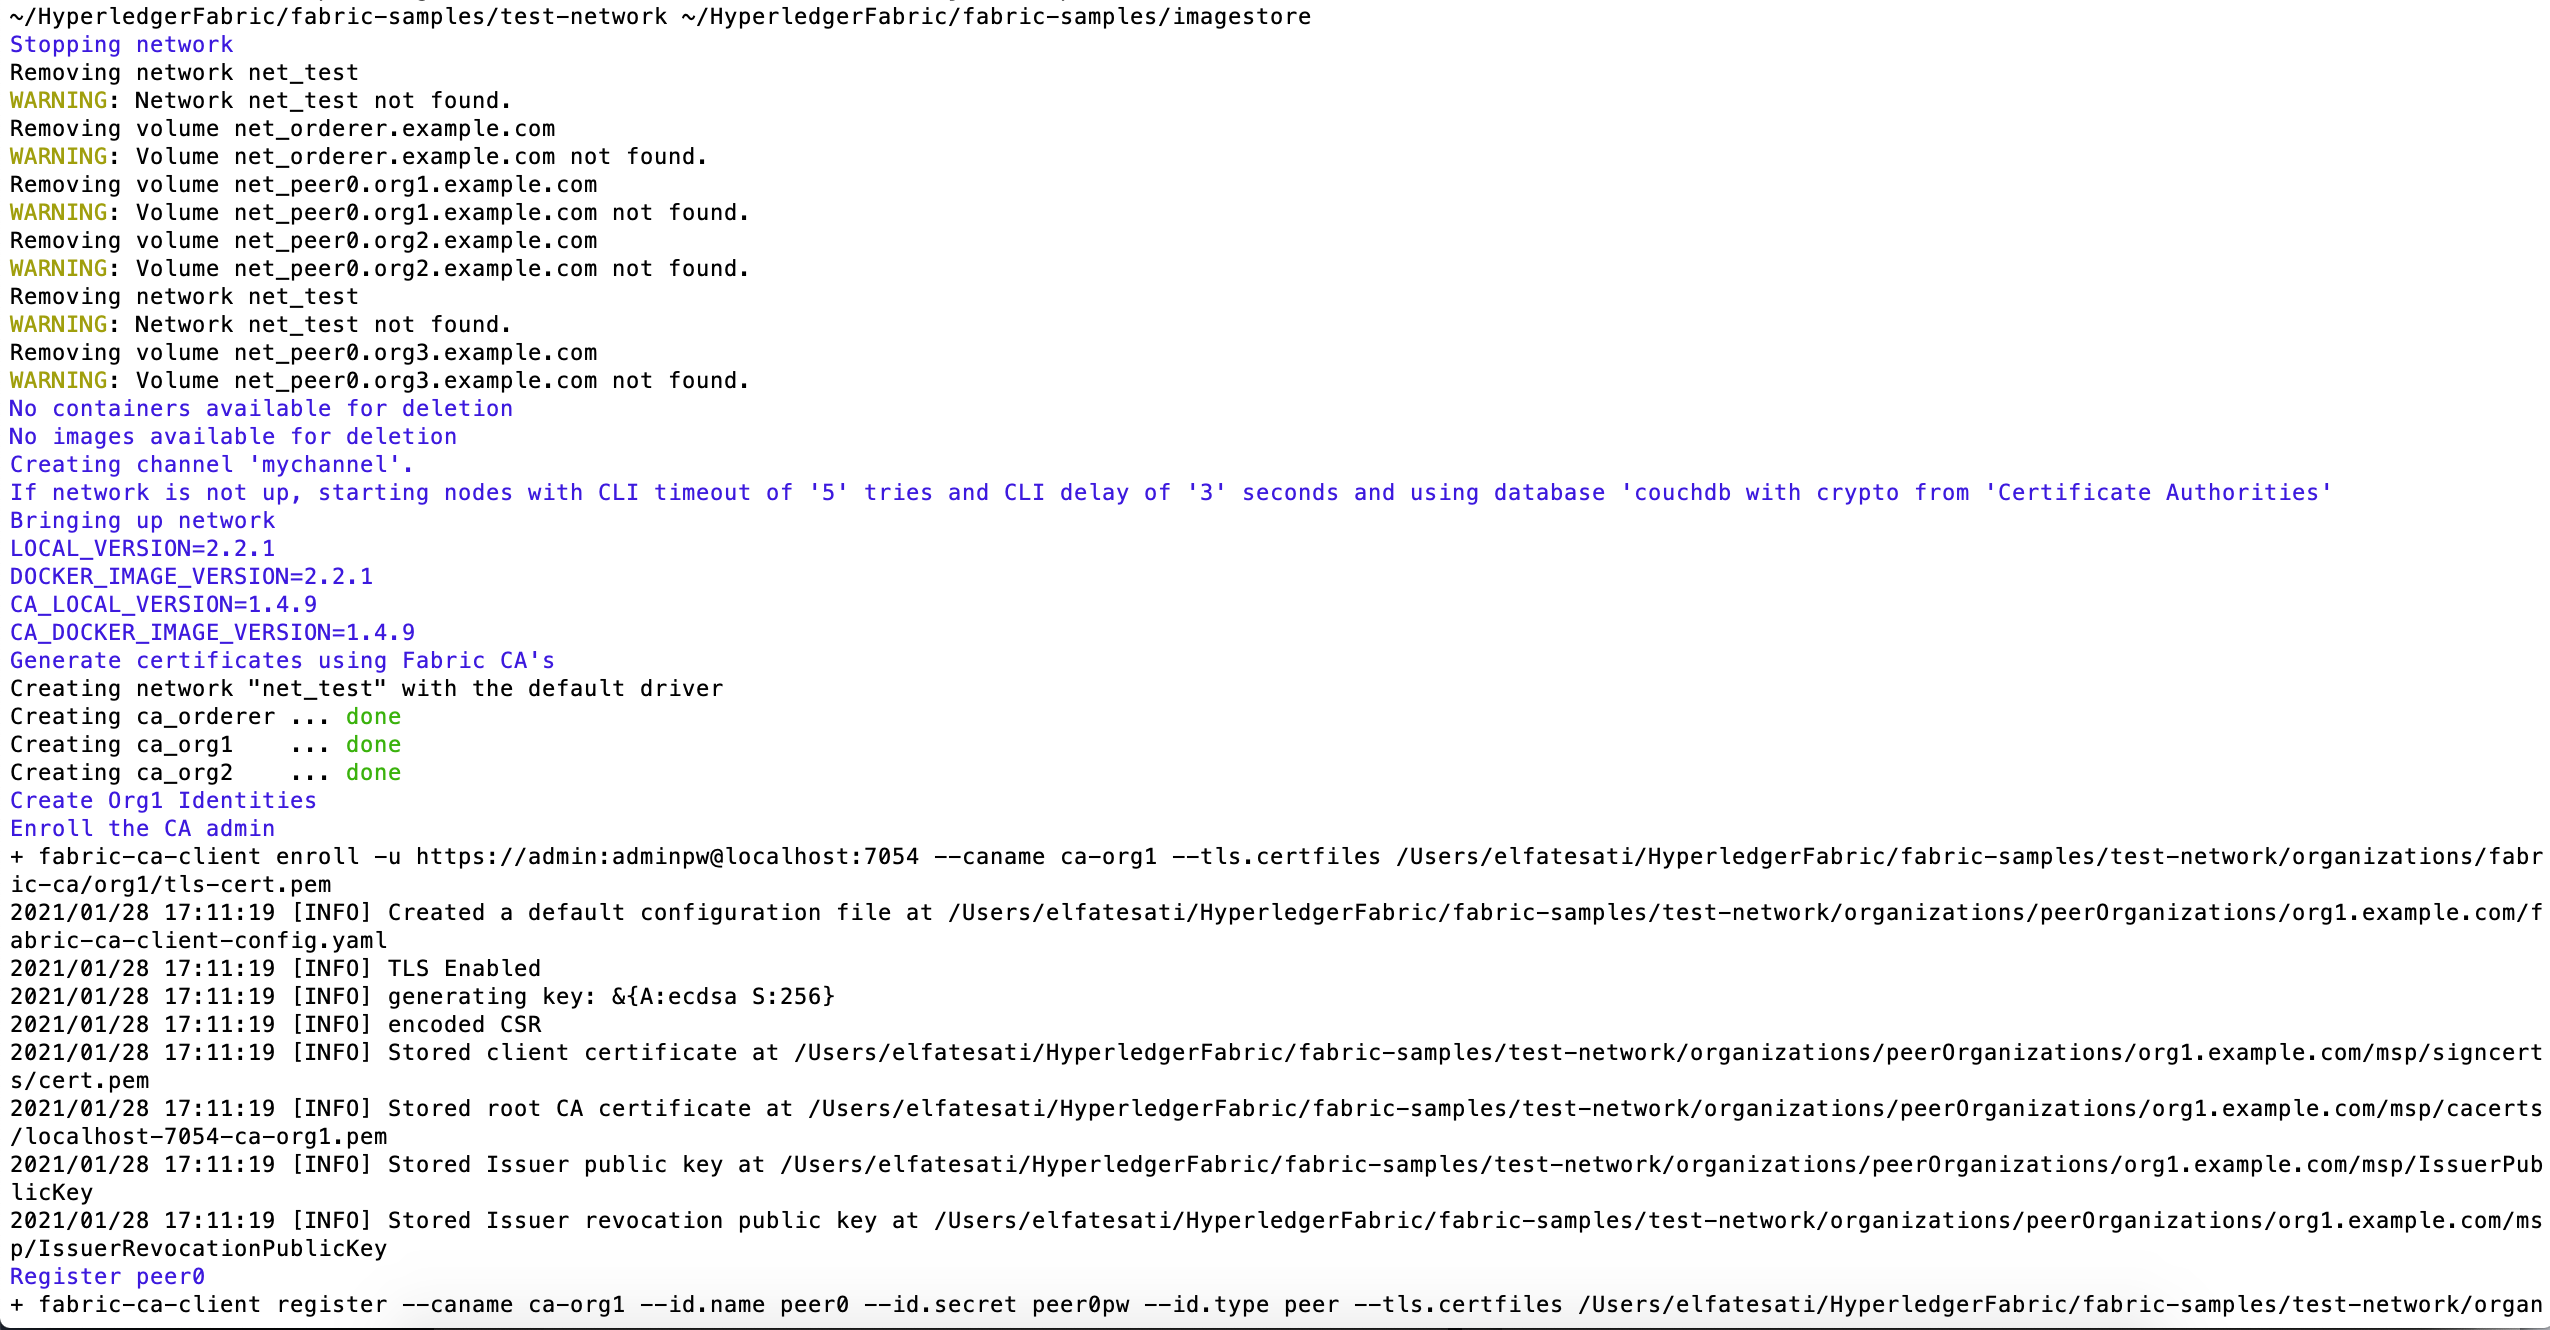 ~/HyperledgerFabric/fabric-samples/test-network ~/HyperledgerFabric/fabric-samples/imagestore
Stopping network
Removing network net_test
WARNING: Network net_test not found.
Removing volume net_orderer.example.com
WARNING: Volume net_orderer.example.com not found.
Removing volume net_peer0.org1.example.com
WARNING: Volume net_peer0.org1.example.com not found.
Removing volume net_peer0.org2.example.com
WARNING: Volume net_peer0.org2.example.com not found.
Removing network net_test
WARNING: Network net_test not found.
Removing volume net_peer0.org3.example.com
WARNING: Volume net_peer0.org3.example.com not found.
No containers available for deletion
No images available for deletion
Creating channel 'mychannel'.
If network is not up, starting nodes with CLI timeout of '5' tries and CLI delay of '3' seconds and using database 'couchdb with crypto from 'Certificate Authorities'
Bringing up network
LOCAL_VERSION=2.2.1
DOCKER_IMAGE_VERSION=2.2.1
CA_LOCAL_VERSION=1.4.9
CA_DOCKER_IMAGE_VERSION=1.4.9
Generate certificates using Fabric CA's
Creating network "net_test" with the default driver
Creating ca_orderer ... done
Creating ca_org1    ... done
Creating ca_org2    ... done
Create Org1 Identities
Enroll the CA admin
+ fabric-ca-client enroll -u https://admin:adminpw@localhost:7054 --caname ca-org1 --tls.certfiles /Users/elfatesati/HyperledgerFabric/fabric-samples/test-network/organizations/fabr
ic-ca/org1/tls-cert.pem
2021/01/28 17:11:19 [INFO] Created a default configuration file at /Users/elfatesati/HyperledgerFabric/fabric-samples/test-network/organizations/peerOrganizations/org1.example.com/f
abric-ca-client-config.yaml
2021/01/28 17:11:19 [INFO] TLS Enabled
2021/01/28 17:11:19 [INFO] generating key: &{A:ecdsa S:256}
2021/01/28 17:11:19 [INFO] encoded CSR
2021/01/28 17:11:19 [INFO] Stored client certificate at /Users/elfatesati/HyperledgerFabric/fabric-samples/test-network/organizations/peerOrganizations/org1.example.com/msp/signcert
s/cert.pem
2021/01/28 17:11:19 [INFO] Stored root CA certificate at /Users/elfatesati/HyperledgerFabric/fabric-samples/test-network/organizations/peerOrganizations/org1.example.com/msp/cacerts
/localhost-7054-ca-org1.pem
2021/01/28 17:11:19 [INFO] Stored Issuer public key at /Users/elfatesati/HyperledgerFabric/fabric-samples/test-network/organizations/peerOrganizations/org1.example.com/msp/IssuerPub
licKey
2021/01/28 17:11:19 [INFO] Stored Issuer revocation public key at /Users/elfatesati/HyperledgerFabric/fabric-samples/test-network/organizations/peerOrganizations/org1.example.com/ms
p/IssuerRevocationPublicKey
Register peer0
+ fabric-ca-client register --caname ca-org1 --id.name peer0 --id.secret peer0pw --id.type peer --tls.certfiles /Users/elfatesati/HyperledgerFabric/fabric-samples/test-network/organ